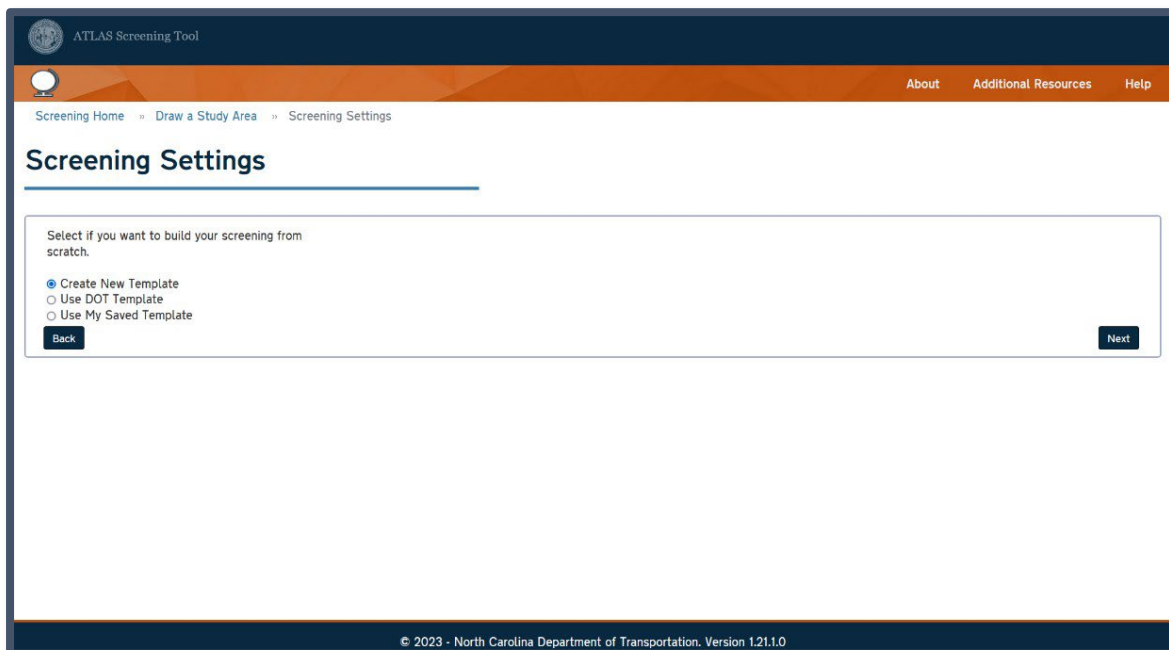 ATLAS Screening Tool
About Additional Resources Help
Screening Home » Draw a Study Area » Screening Settings
Screening Settings
Select if you want to build your screening from
scratch.
Create New Template
Use DOT Template
Use My Saved Template
Back Next
© 2023 - North Carolina Department of Transportation. Version 1.21.1.0